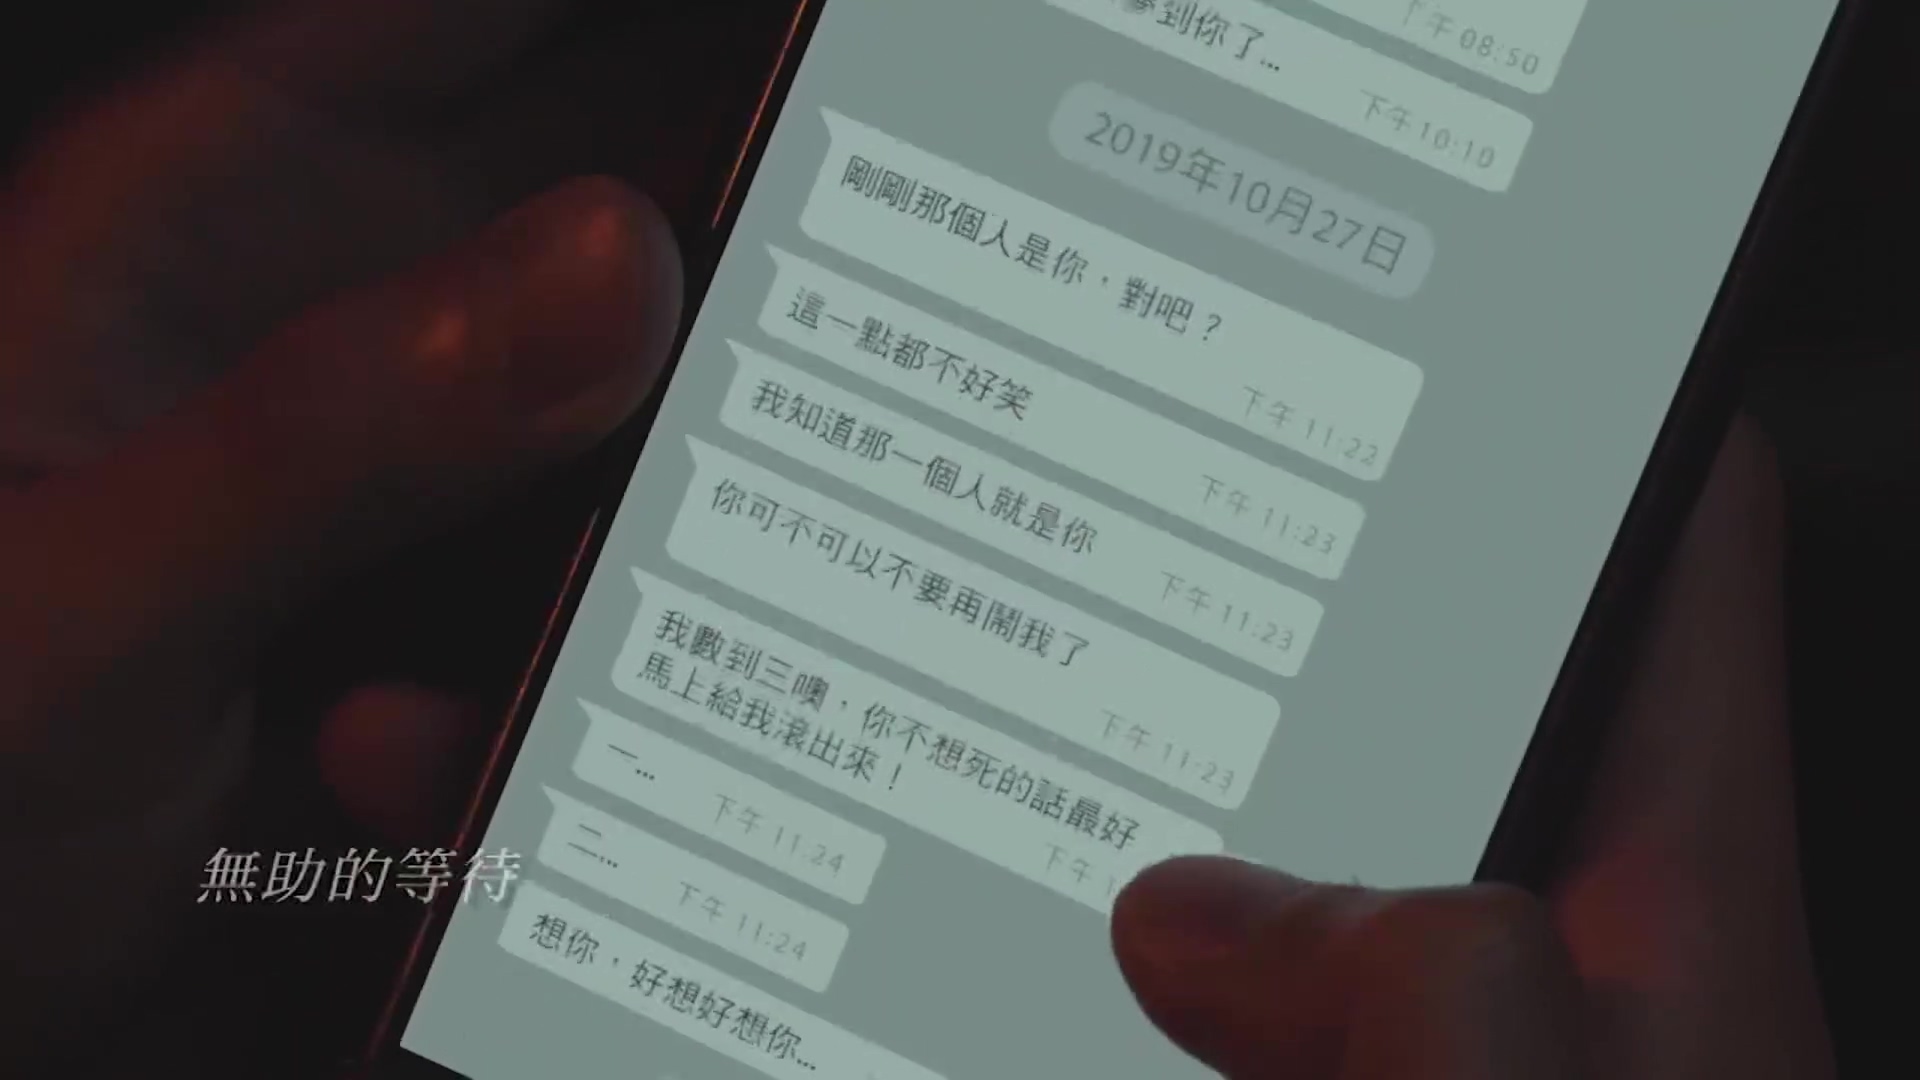 下午 08:50
夢到你了...
下午 10:10
2019年10月27日
剛剛那個人是你，對吧？
下午 11:22
這一點都不好笑
下午 11:23
我知道那一個人就是你
下午 11:23
你可不可以不要再鬧我了
下午 11:23
我數到三噢，你不想死的話最好
馬上給我滾出來！
下午
一...
下午 11:24
二...
下午 11:24
想你，好想好想你...
無助的等待